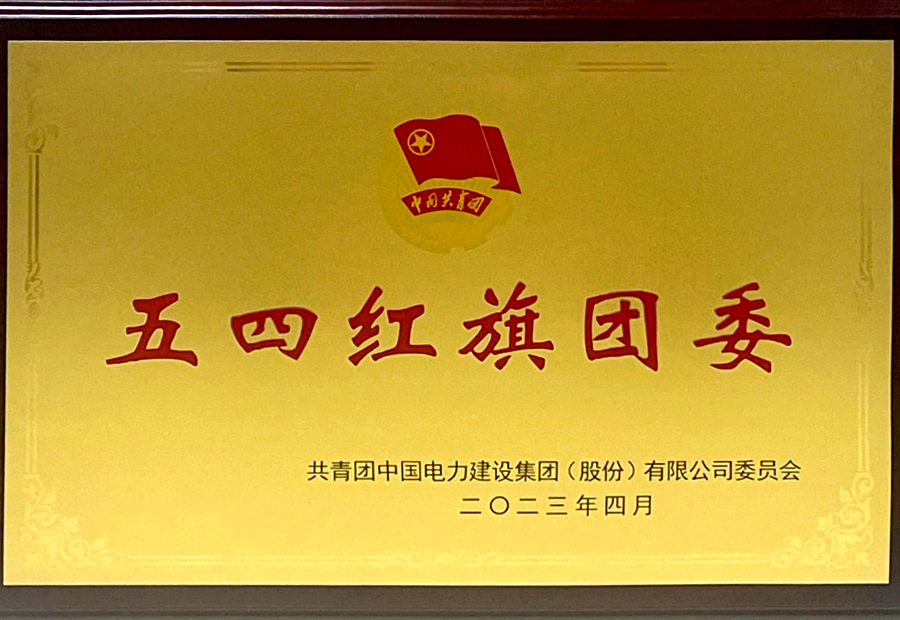 中国共青团
五四红旗团委
共青团中国电力建设集团（股份）有限公司委员会
二〇二三年四月